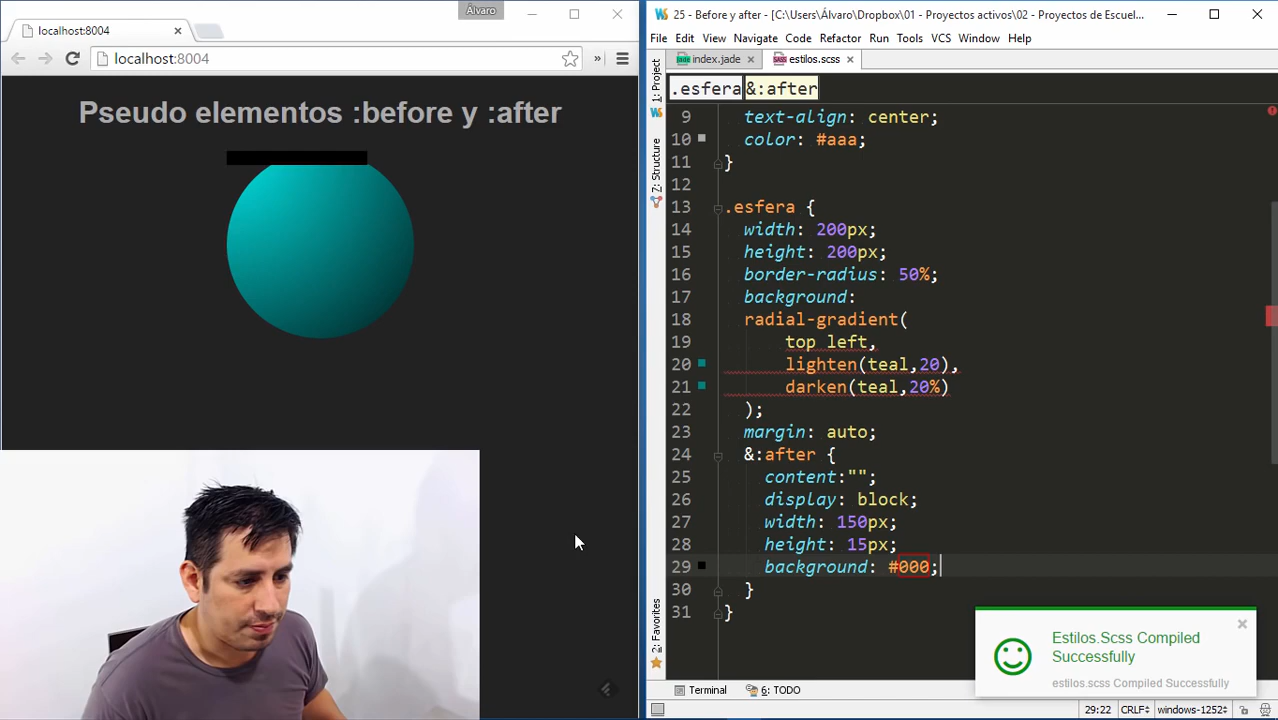 Álvaro
localhost:8004
localhost:8004
»
Pseudo elementos :before y :after
25 - Before y after - [C:\Users\Álvaro\Dropbox\01 - Proyectos activos\02 - Proyectos de Escuel...
File Edit View Navigate Code Refactor Run Tools VCS Window Help
1: Project
Z: Structure
2: Favorites
index.jade
estilos.scss
.esfera &:after
9 text-align: center;
10 color: #aaa;
11 }
12
13 .esfera {
14 width: 200px;
15 height: 200px;
16 border-radius: 50%;
17 background:
18 radial-gradient(
19 top left,
20 lighten(teal,20),
21 darken(teal,20%)
22 );
23 margin: auto;
24 &:after {
25 content:"";
26 display: block;
27 width: 150px;
28 height: 15px;
29 background: #000;
30 }
31 }
Estilos.Scss Compiled
Successfully
estilos.scss Compiled Successfully
Terminal 6: TODO
29:22 CRLF windows-1252